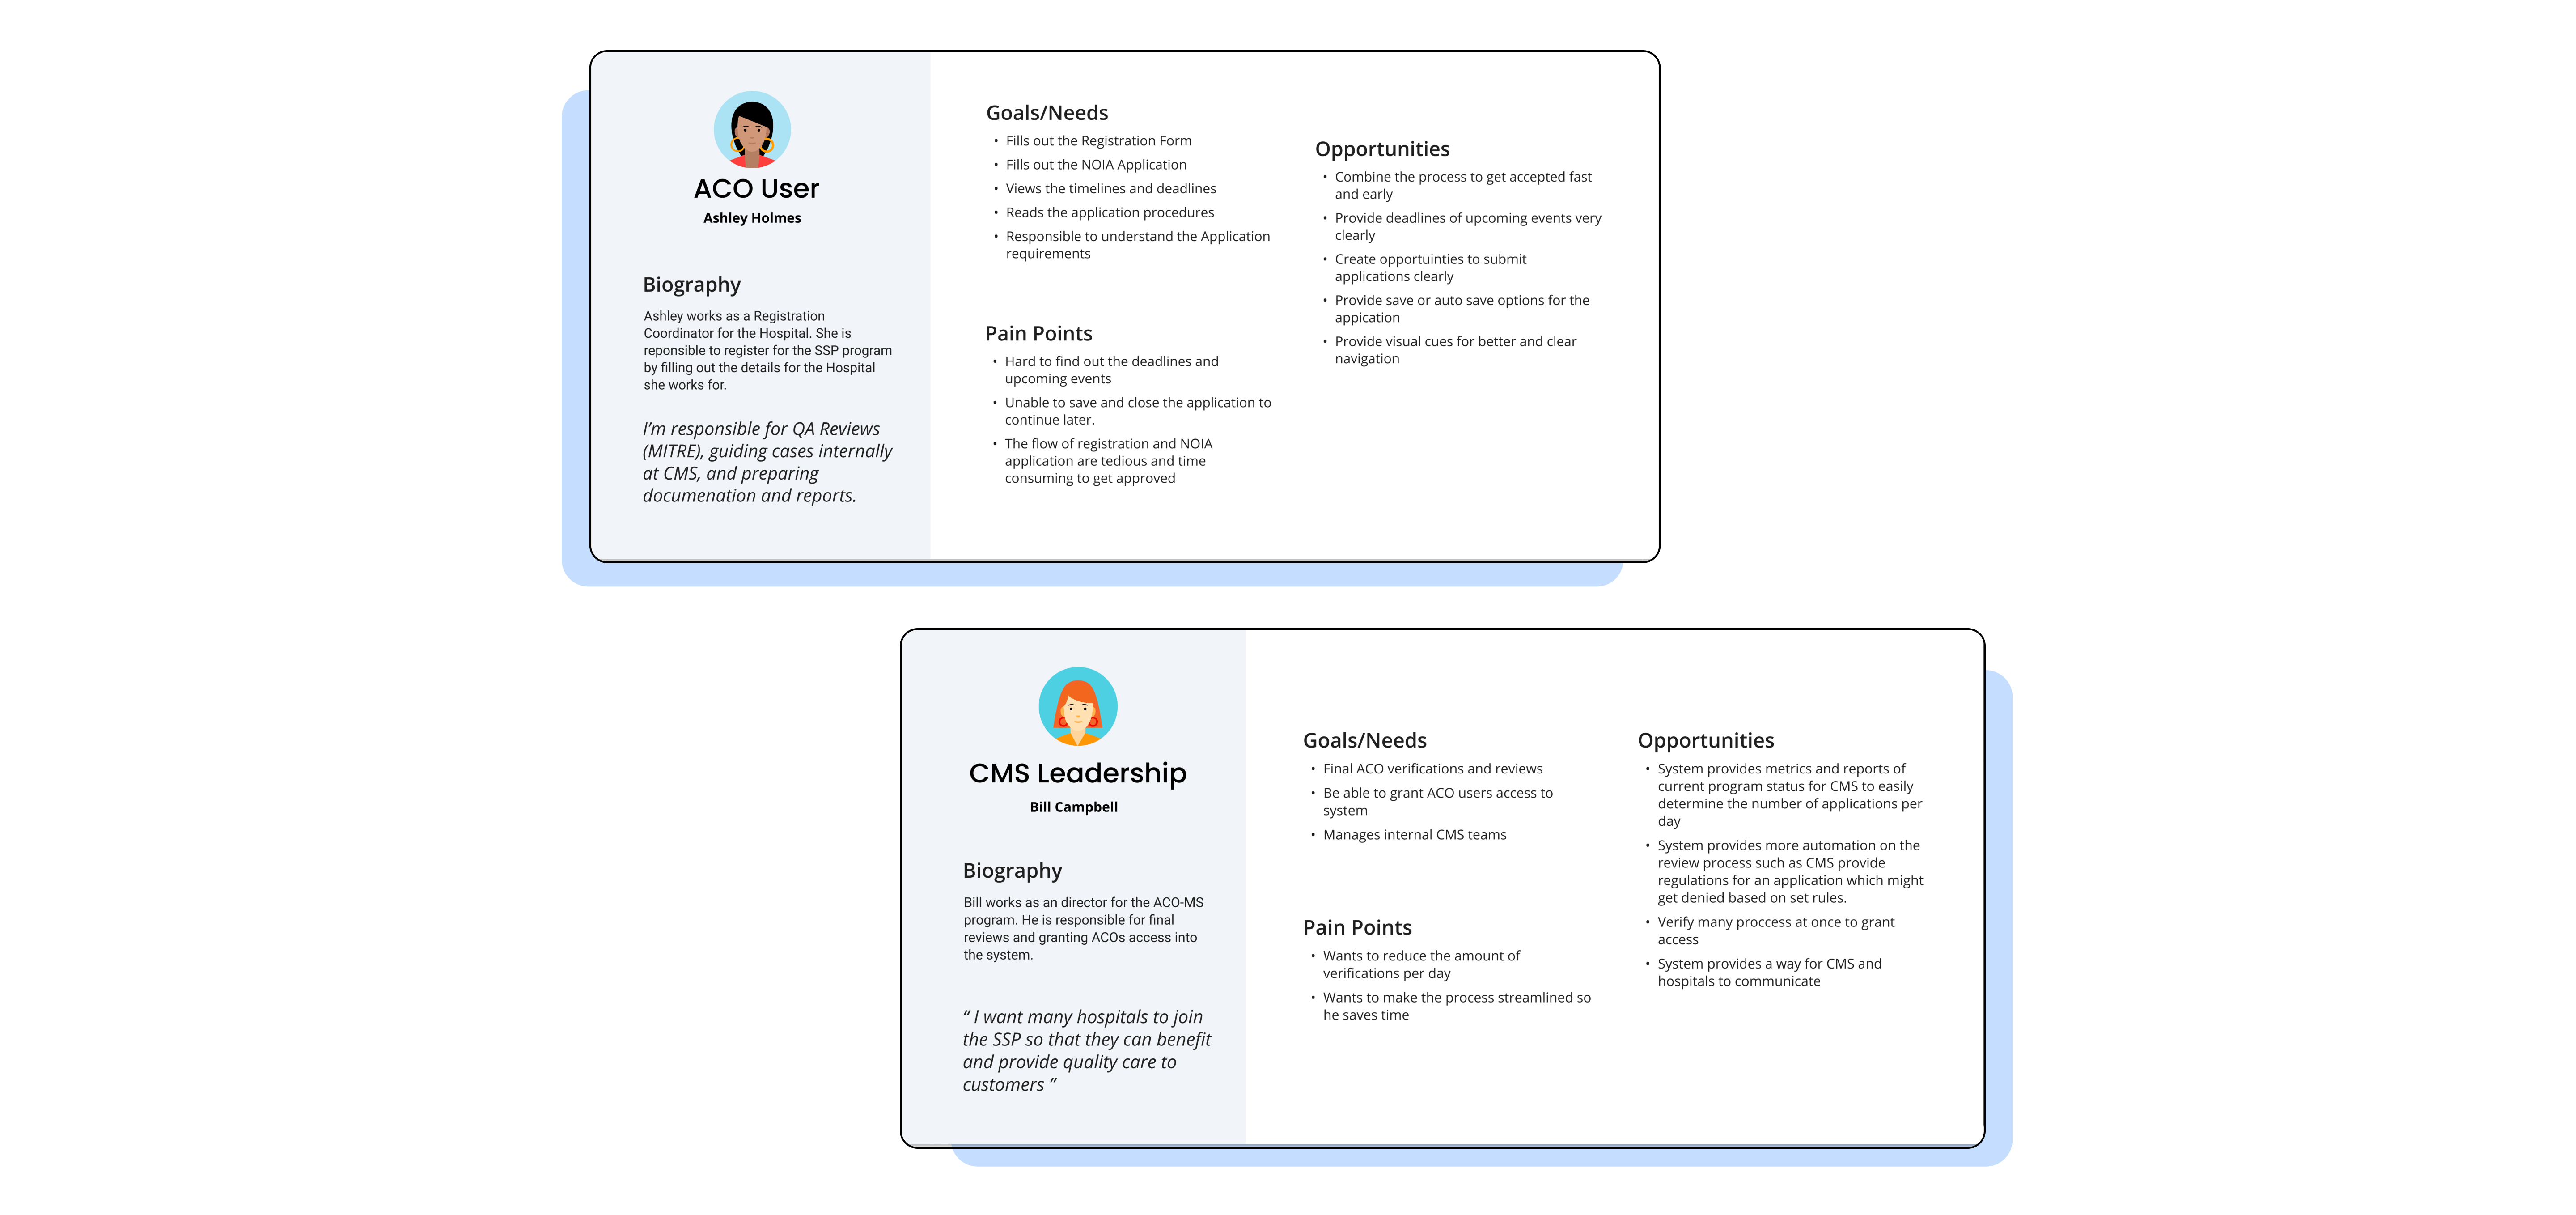 ACO User
Ashley Holmes
Biography
Ashley works as a Registration
Coordinator for the Hospital. She is
reponsible to register for the SSP program
by filling out the details for the Hospital
she works for.
I’m responsible for QA Reviews
(MITRE), guiding cases internally
at CMS, and preparing
documenation and reports.
Goals/Needs
• Fills out the Registration Form
• Fills out the NOIA Application
• Views the timelines and deadlines
• Reads the application procedures
• Responsible to understand the Application
requirements
Pain Points
• Hard to find out the deadlines and
upcoming events
• Unable to save and close the application to
continue later.
• The flow of registration and NOIA
application are tedious and time
consuming to get approved
Opportunities
• Combine the process to get accepted fast
and early
• Provide deadlines of upcoming events very
clearly
• Create opportuinties to submit
applications clearly
• Provide save or auto save options for the
appication
• Provide visual cues for better and clear
navigation
CMS Leadership
Bill Campbell
Biography
Bill works as an director for the ACO-MS
program. He is responsible for final
reviews and granting ACOs access into
the system.
“ I want many hospitals to join
the SSP so that they can benefit
and provide quality care to
customers ”
Goals/Needs
• Final ACO verifications and reviews
• Be able to grant ACO users access to
system
• Manages internal CMS teams
Pain Points
• Wants to reduce the amount of
verifications per day
• Wants to make the process streamlined so
he saves time
Opportunities
• System provides metrics and reports of
current program status for CMS to easily
determine the number of applications per
day
• System provides more automation on the
review process such as CMS provide
regulations for an application which might
get denied based on set rules.
• Verify many proccess at once to grant
access
• System provides a way for CMS and
hospitals to communicate